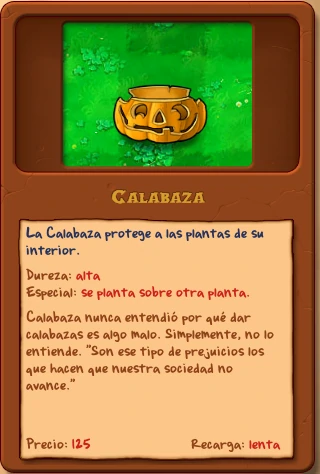 CALABAZA
La Calabaza protege a las plantas de su
interior.
Dureza: alta
Especial: se planta sobre otra planta.
Calabaza nunca entendió por qué dar
calabazas es algo malo. Simplemente, no lo
entiende. "Son ese tipo de prejuicios los
que hacen que nuestra sociedad no
avance."
Precio: 125 Recarga: lenta